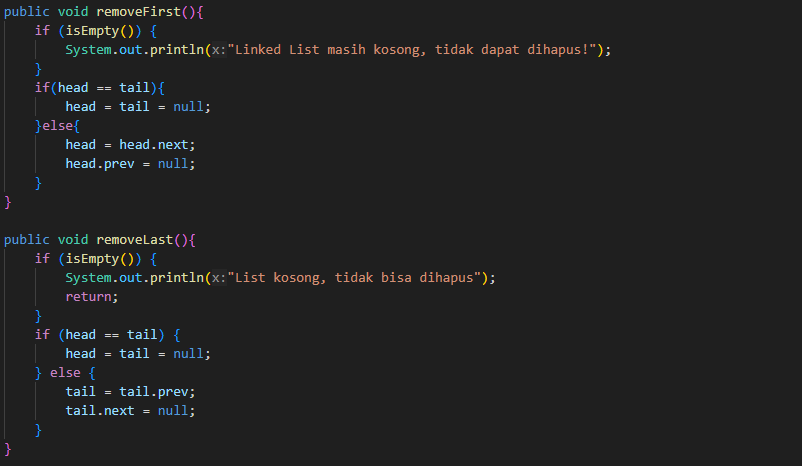 public void removeFirst(){
    if (isEmpty()) {
        System.out.println(x:"Linked List masih kosong, tidak dapat dihapus!");
    }
    if(head == tail){
        head = tail = null;
    }else{
        head = head.next;
        head.prev = null;
    }
}

public void removeLast(){
    if (isEmpty()) {
        System.out.println(x:"List kosong, tidak bisa dihapus");
        return;
    }
    if (head == tail) {
        head = tail = null;
    } else {
        tail = tail.prev;
        tail.next = null;
    }
}